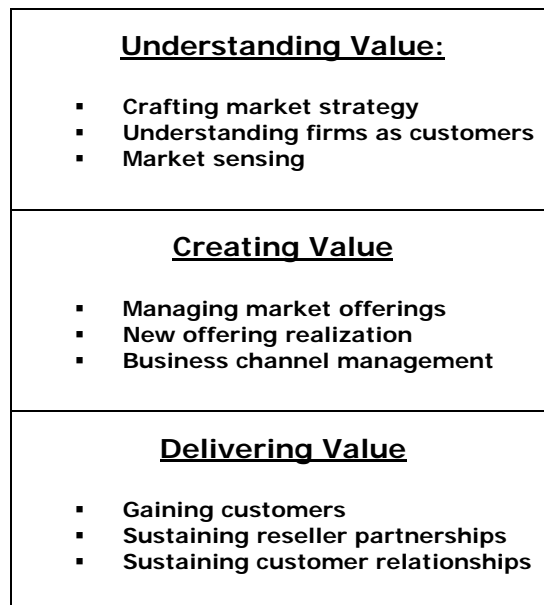 Understanding Value:
▪ Crafting market strategy
▪ Understanding firms as customers
▪ Market sensing
Creating Value
▪ Managing market offerings
▪ New offering realization
▪ Business channel management
Delivering Value
▪ Gaining customers
▪ Sustaining reseller partnerships
▪ Sustaining customer relationships